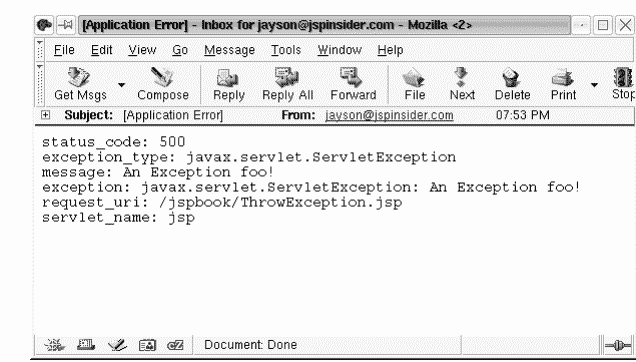 [Application Error] - Inbox for jayson@jspinsider.com - Mozilla <2>
File Edit View Go Message Tools Window Help
Get Msgs Compose Reply Reply All Forward File Next Delete Print Stop
Subject: [Application Error] From: jayson@jspinsider.com 07:53 PM
status_code: 500
exception_type: javax.servlet.ServletException
message: An Exception foo!
exception: javax.servlet.ServletException: An Exception foo!
request_uri: /jspbook/ThrowException.jsp
servlet_name: jsp
Document: Done